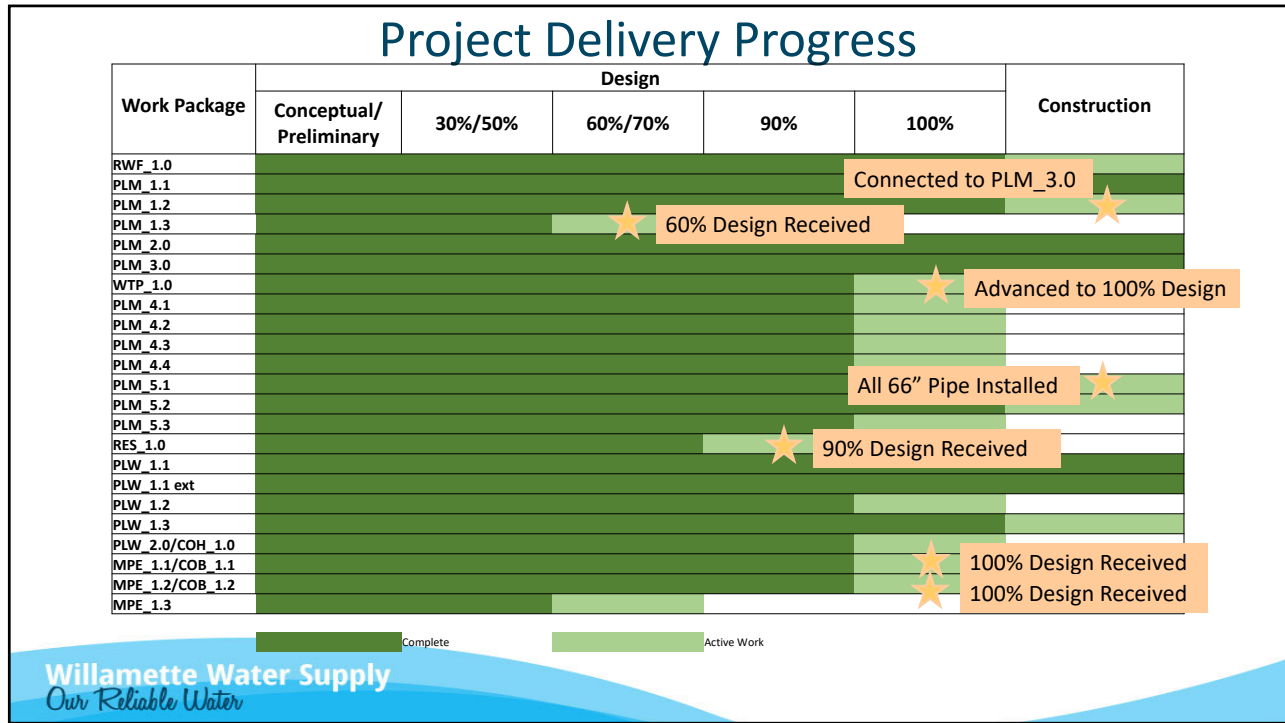 Project Delivery Progress
Work Package
Design
Construction
Conceptual/
Preliminary
30%/50%
60%/70%
90%
100%
RWF_1.0
PLM_1.1
Connected to PLM_3.0
PLM_1.2
PLM_1.3
60% Design Received
PLM_2.0
PLM_3.0
WTP_1.0
Advanced to 100% Design
PLM_4.1
PLM_4.2
PLM_4.3
PLM_4.4
PLM_5.1
All 66” Pipe Installed
PLM_5.2
PLM_5.3
RES_1.0
90% Design Received
PLW_1.1
PLW_1.1 ext
PLW_1.2
PLW_1.3
PLW_2.0/COH_1.0
MPE_1.1/COB_1.1
100% Design Received
MPE_1.2/COB_1.2
100% Design Received
MPE_1.3
Complete
Active Work
Willamette Water Supply
Our Reliable Water